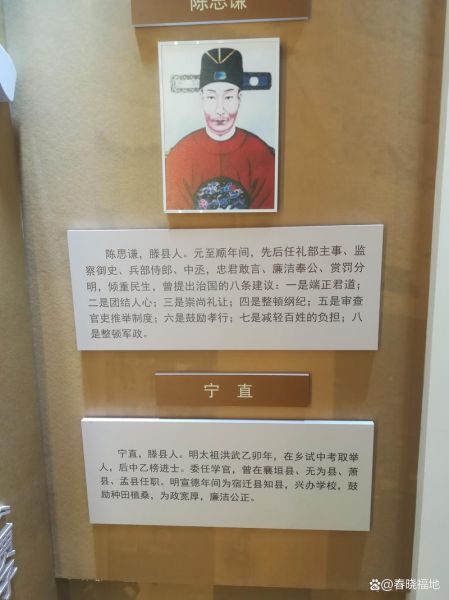 陈思谦
陈思谦，滕县人。元至顺年间，先后任礼部主事、监
察御史、兵部侍郎、中丞，忠君敢言、廉洁奉公、赏罚分
明，倾重民生，曾提出治国的八条建议：一是端正君道；
二是团结人心；三是崇尚礼让；四是整顿纲纪；五是审查
官吏推举制度；六是鼓励孝行；七是减轻百姓的负担；八
是整顿军政。
宁 直
宁直，滕县人。明太祖洪武乙卯年，在乡试中考取举
人，后中乙榜进士。委任学官，曾在襄垣县、无为县、萧
县、孟县任职。明宣德年间为宿迁县知县，兴办学校，鼓
励种田植桑，为政宽厚，廉洁公正。
@春晓福地